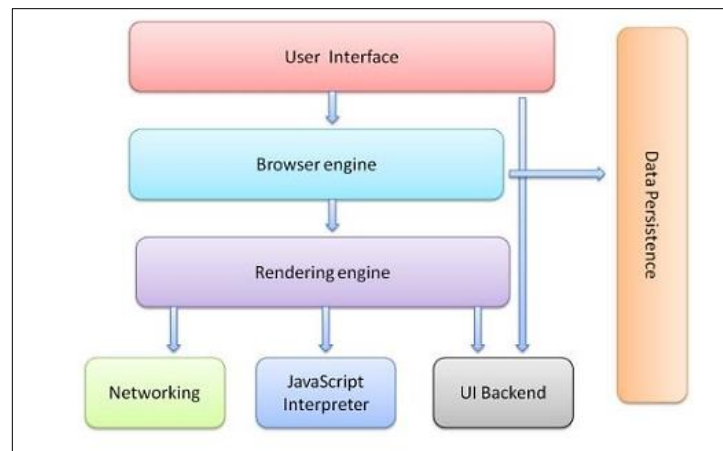 User Interface
Browser engine
Rendering engine
Networking
JavaScript
Interpreter
UI Backend
Data Persistence